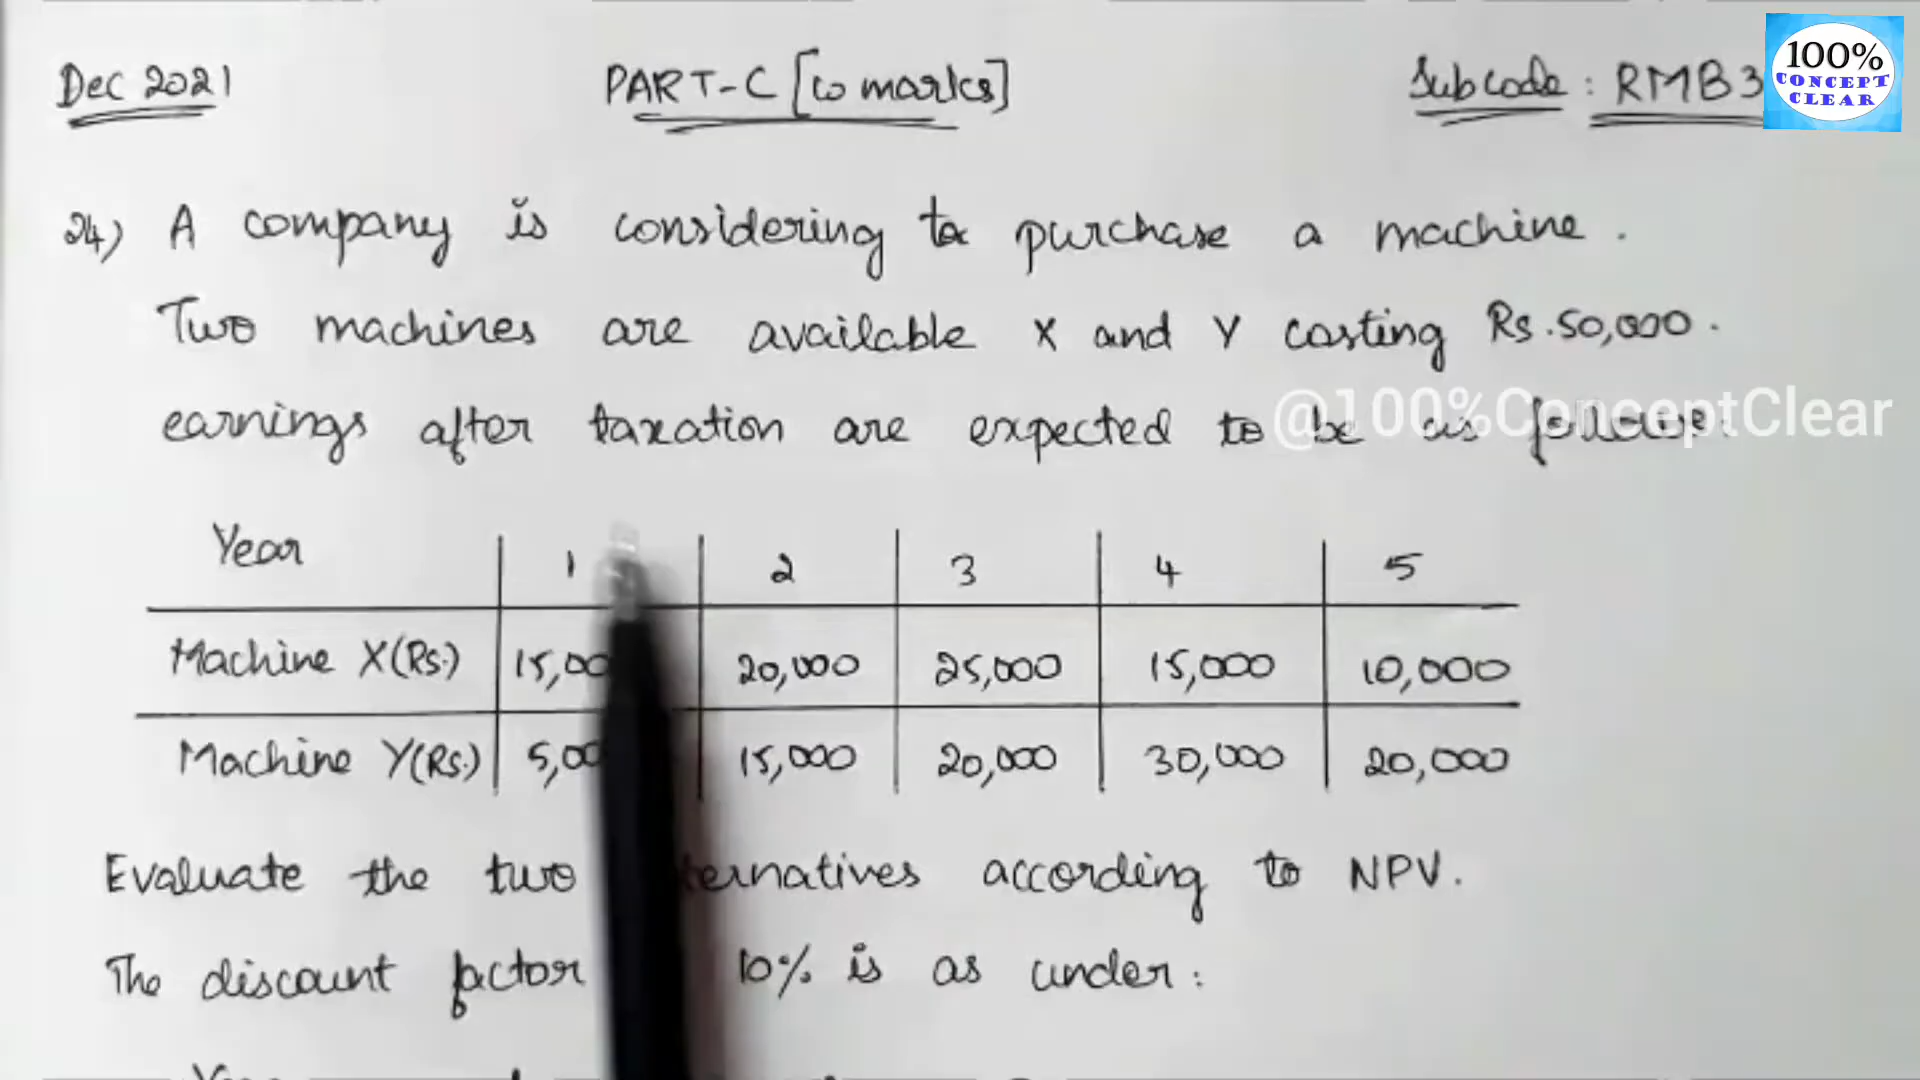 Dec 2021 PART-C [10 marks] Sub code : RMB3
100% CONCEPT CLEAR
24) A company is considering to purchase a machine.
Two machines are available X and Y costing Rs.50,000.
earnings after taxation are expected to be as follows:
@100%ConceptClear
Year 1 2 3 4 5
Machine X(Rs.) 15,00 20,000 25,000 15,000 10,000
Machine Y(Rs.) 5,00 15,000 20,000 30,000 20,000
Evaluate the two ternatives according to NPV.
The discount factor 10% is as under: